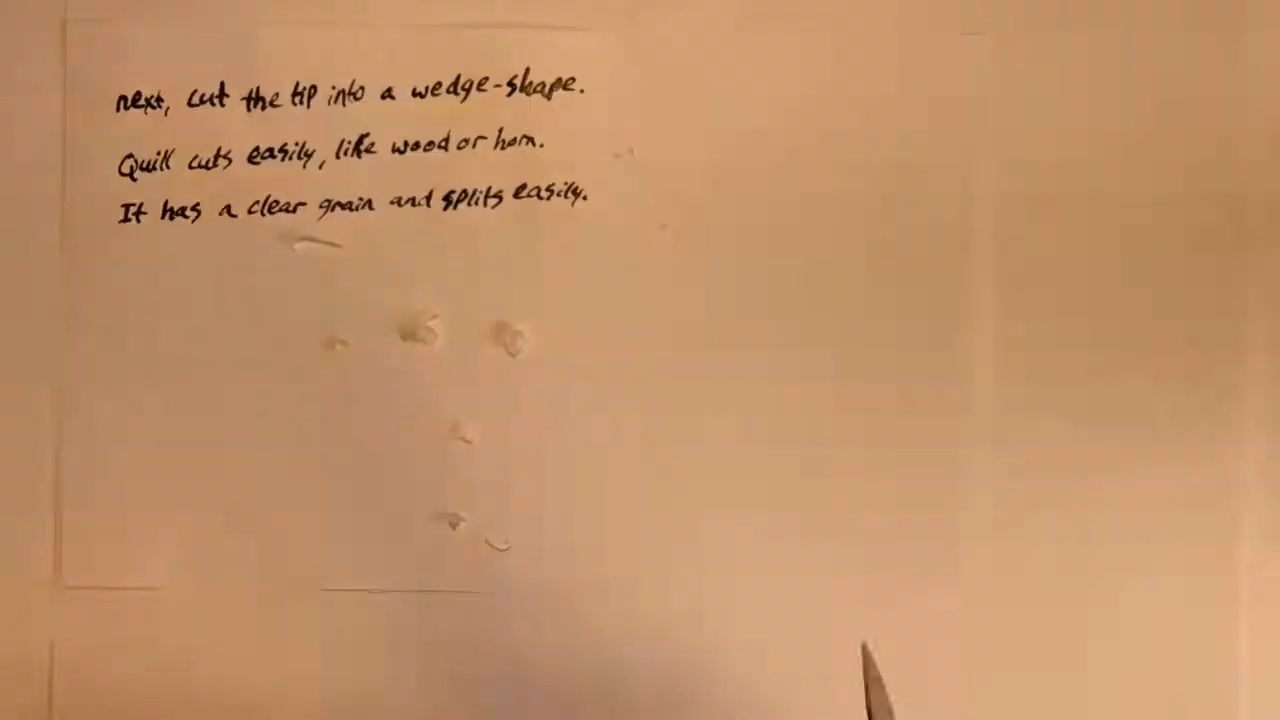 next, cut the tip into a wedge-shape.
Quill cuts easily, like wood or horn.
It has a clear grain and splits easily.